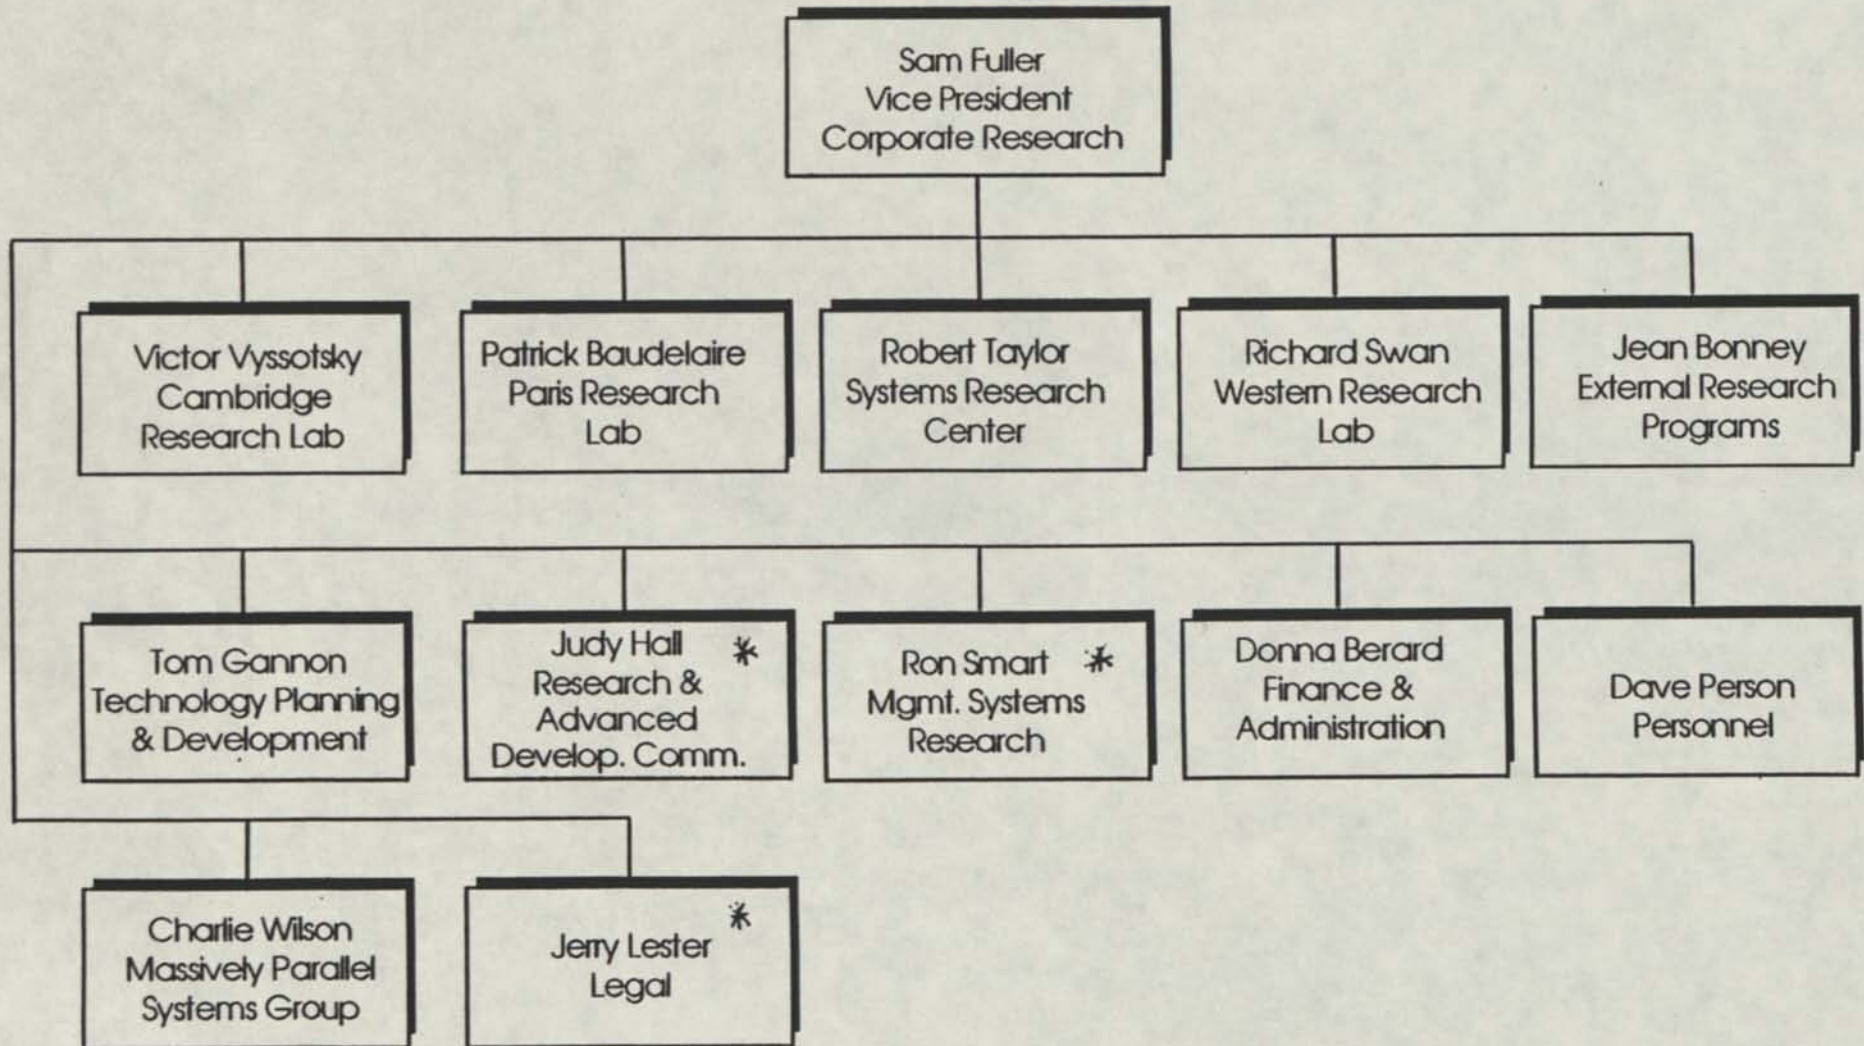 Sam Fuller
Vice President
Corporate Research
Victor Vyssotsky
Cambridge
Research Lab
Patrick Baudelaire
Paris Research
Lab
Robert Taylor
Systems Research
Center
Richard Swan
Western Research
Lab
Jean Bonney
External Research
Programs
Tom Gannon
Technology Planning
& Development
Judy Hall *
Research &
Advanced
Develop. Comm.
Ron Smart *
Mgmt. Systems
Research
Donna Berard
Finance &
Administration
Dave Person
Personnel
Charlie Wilson
Massively Parallel
Systems Group
*
Jerry Lester
Legal